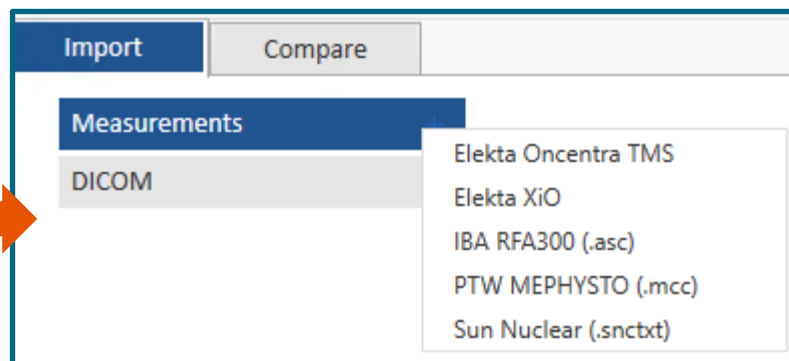 Import Compare
Measurements +
DICOM
Elekta Oncentra TMS
Elekta XiO
IBA RFA300 (.asc)
PTW MEPHYSTO (.mcc)
Sun Nuclear (.snctxt)